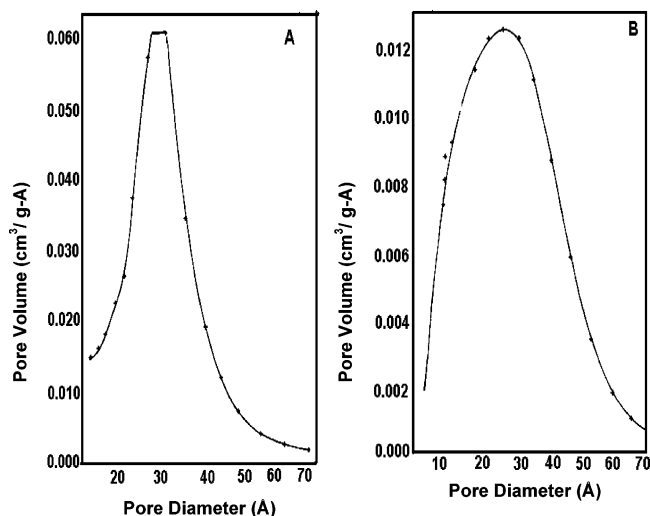 A
0.060
0.050
0.040
0.030
0.020
0.010
0.000
20 30 40 50 60 70
Pore Diameter (Å)
Pore Volume (cm³/ g-A)
B
0.012
0.010
0.008
0.006
0.004
0.002
0.000
10 20 30 40 50 60 70
Pore Diameter (Å)
Pore Volume (cm³/ g-A)